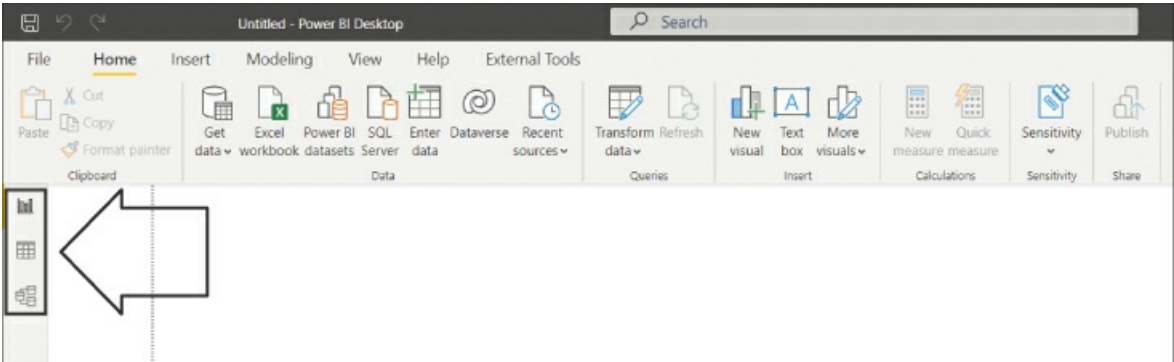 Untitled - Power BI Desktop
Search
File Home Insert Modeling View Help External Tools
Paste
Cut
Copy
Format painter
Clipboard
Get data
Excel workbook
Power BI datasets
SQL Server
Enter data
Dataverse
Recent sources
Data
Transform data
Refresh
Queries
New visual
A
Text box
More visuals
Insert
New measure
Quick measure
Calculations
Sensitivity
Sensitivity
Publish
Share